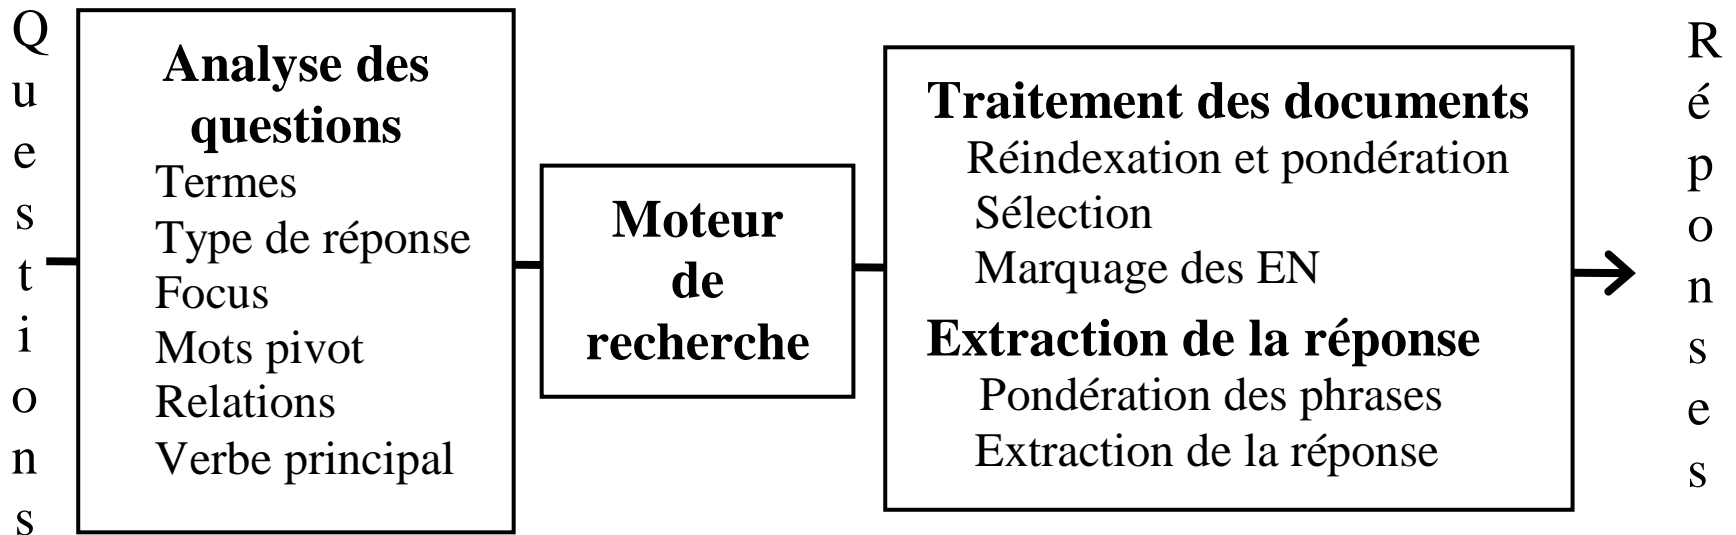 Questions
Analyse des
questions
Termes
Type de réponse
Focus
Mots pivot
Relations
Verbe principal
Moteur
de
recherche
Traitement des documents
Réindexation et pondération
Sélection
Marquage des EN
Extraction de la réponse
Pondération des phrases
Extraction de la réponse
Réponses